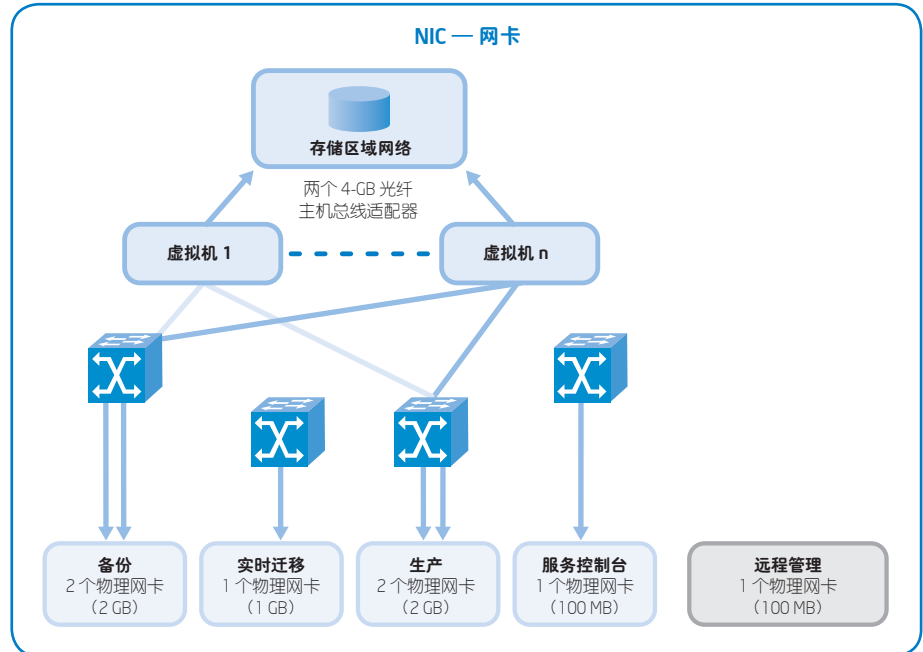 NIC — 网卡
存储区域网络
两个 4-GB 光纤
主机总线适配器
虚拟机 1
虚拟机 n
备份
2 个物理网卡
（2 GB）
实时迁移
1 个物理网卡
（1 GB）
生产
2 个物理网卡
（2 GB）
服务控制台
1 个物理网卡
（100 MB）
远程管理
1 个物理网卡
（100 MB）